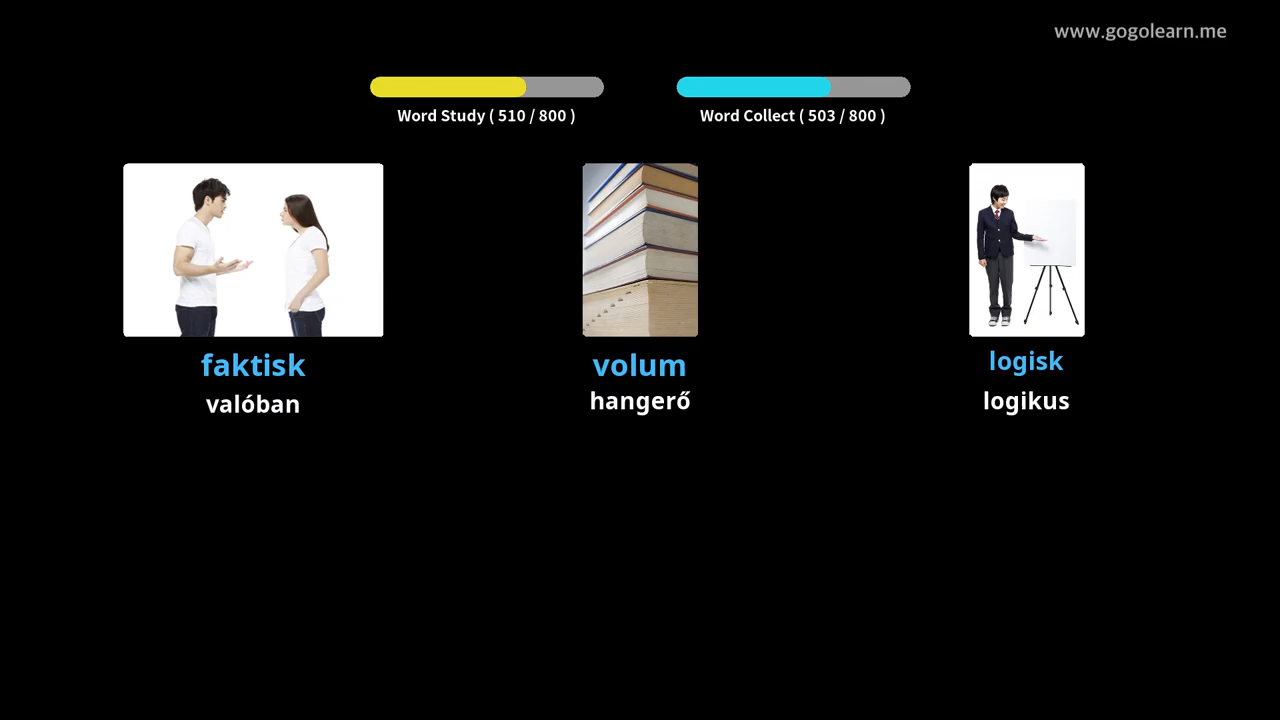 www.gogolearn.me
Word Study ( 510 / 800 )
Word Collect ( 503 / 800 )
faktisk
valóban
volum
hangerő
logisk
logikus